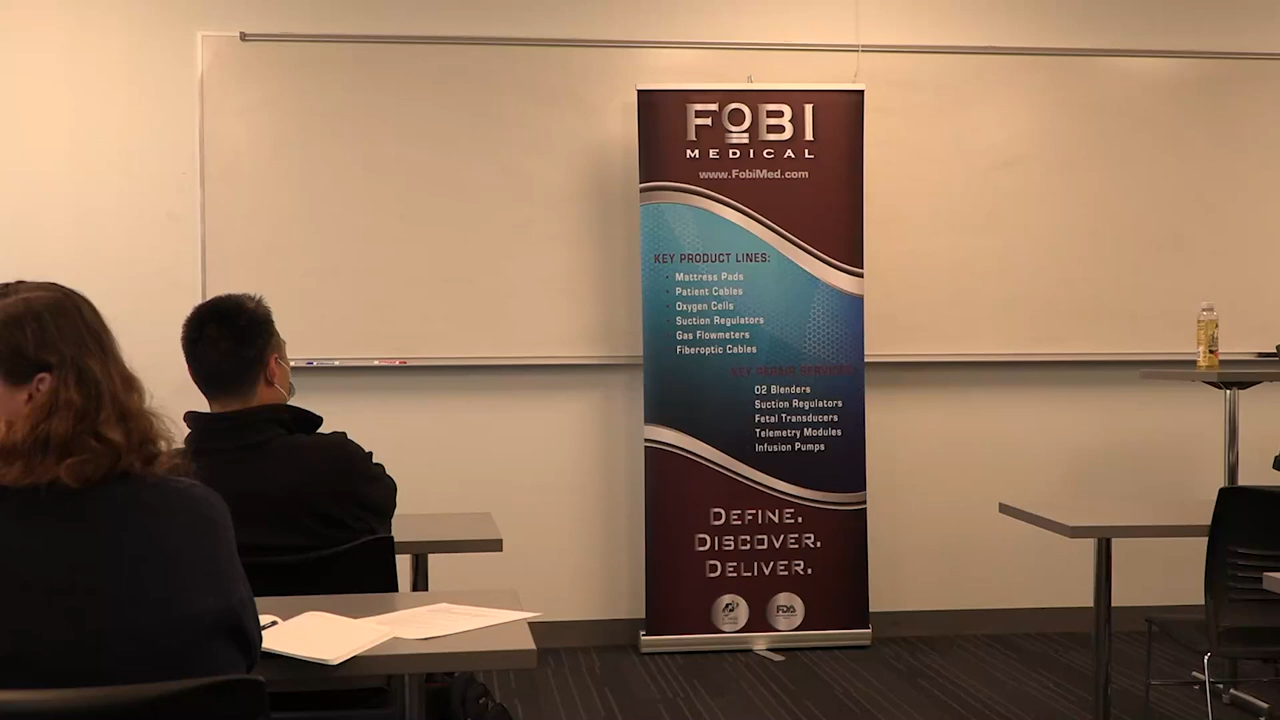 FOBI
MEDICAL
www.FobiMed.com
KEY PRODUCT LINES:
• Mattress Pads
• Patient Cables
• Oxygen Cells
• Suction Regulators
Gas Flowmeters
Fiberoptic Cables
KEY REPAIR SERVICES:
O2 Blenders
Suction Regulators
Fetal Transducers
Telemetry Modules
Infusion Pumps
DEFINE.
DISCOVER.
DELIVER.
FDA